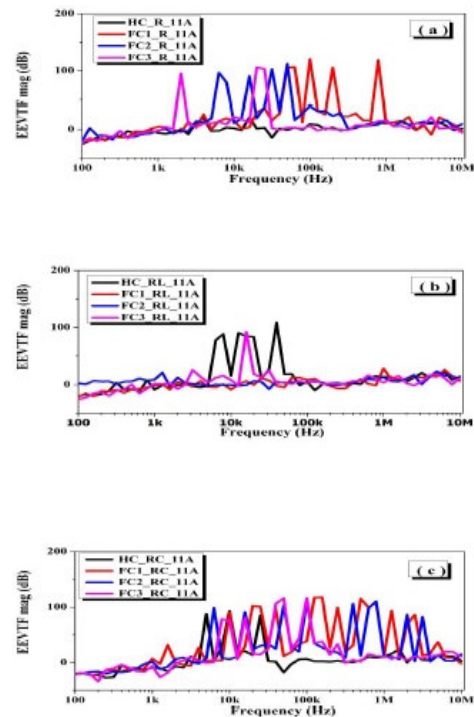 200
HC_R_11A
FC1_R_11A
FC2_R_11A
FC3_R_11A
( a )
EEVTF mag (dB)
100
0
100 1k 10k 100k 1M 10M
Frequency (Hz)
200
HC_RL_11A
FC1_RL_11A
FC2_RL_11A
FC3_RL_11A
( b )
EEVTF mag (dB)
100
0
100 1k 10k 100k 1M 10M
Frequency (Hz)
200
HC_RC_11A
FC1_RC_11A
FC2_RC_11A
FC3_RC_11A
( c )
EEVTF mag (dB)
100
0
100 1k 10k 100k 1M 10M
Frequency (Hz)